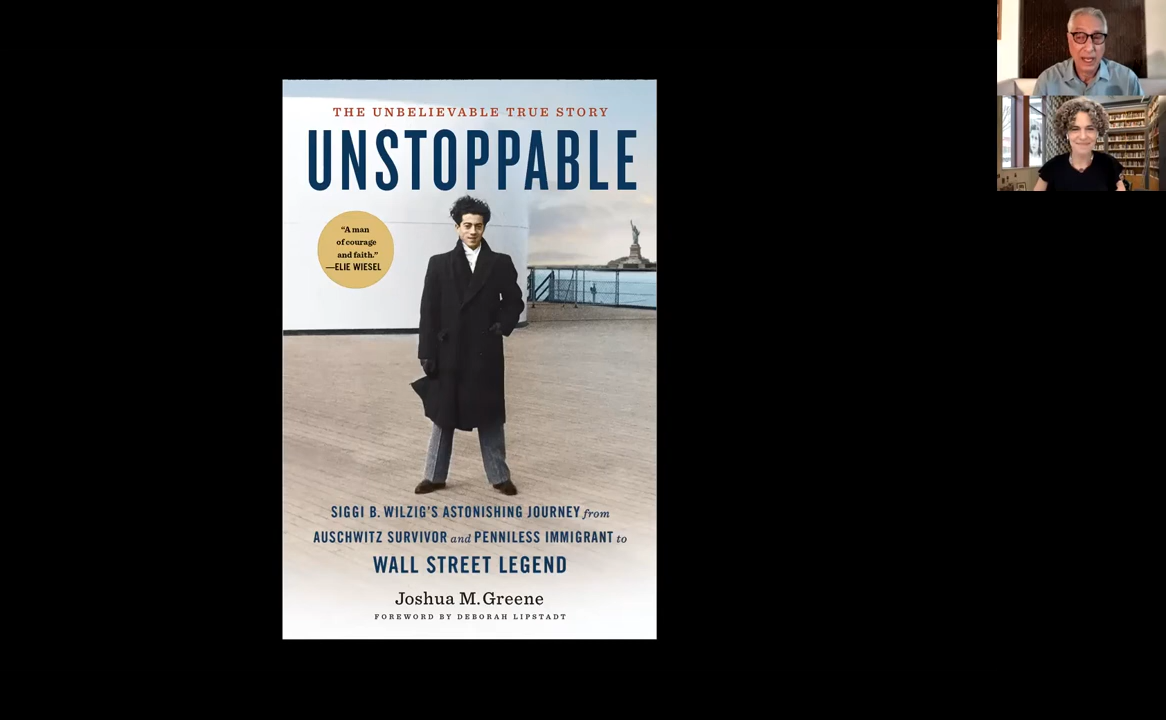 THE UNBELIEVABLE TRUE STORY
UNSTOPPABLE
“A man
of courage
and faith.”
—ELIE WIESEL
SIGGI B. WILZIG'S ASTONISHING JOURNEY from
AUSCHWITZ SURVIVOR and PENNILESS IMMIGRANT to
WALL STREET LEGEND
Joshua M. Greene
FOREWORD BY DEBORAH LIPSTADT